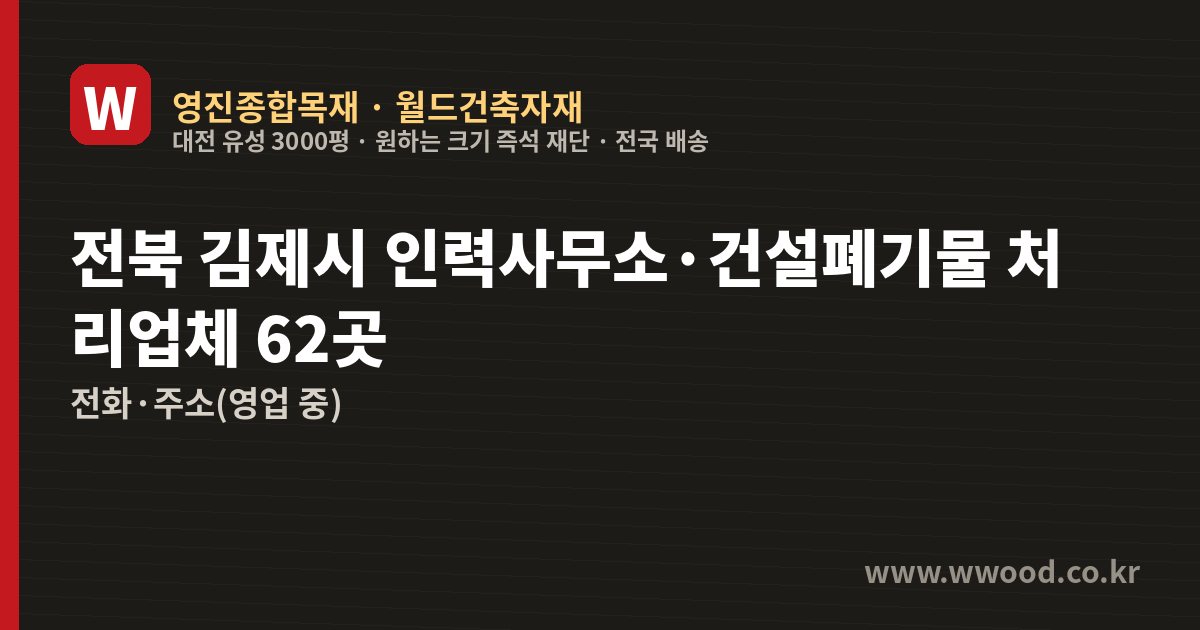 W
영진종합목재 · 월드건축자재
대전 유성 3000평 · 원하는 크기 즉석 재단 · 전국 배송
전북 김제시 인력사무소·건설폐기물 처
리업체 62곳
전화·주소(영업 중)
www.wwood.co.kr